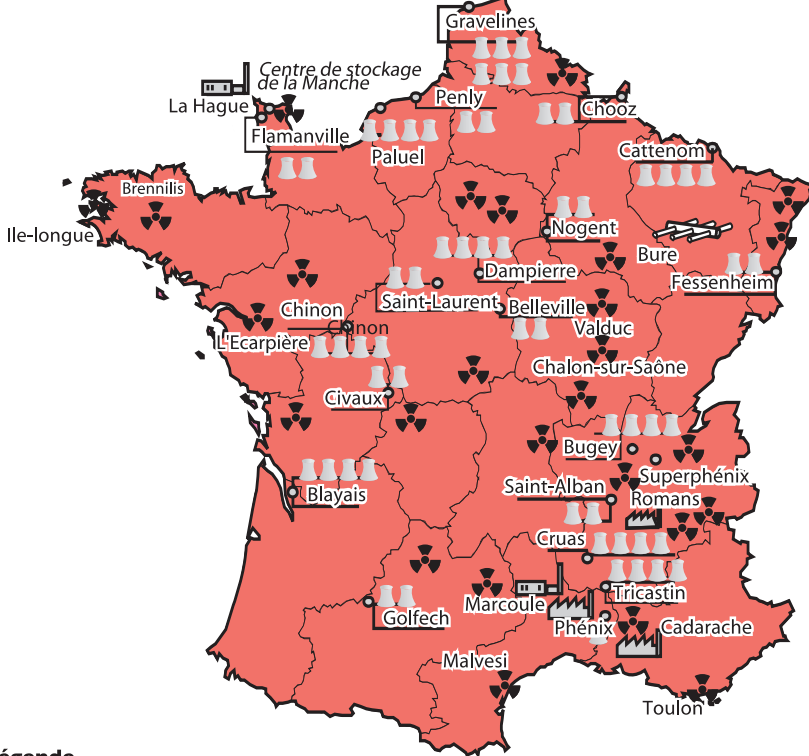 Gravelines
Centre de stockage
de la Manche
La Hague
Penly
Chooz
Flamanville
Paluel
Cattenom
Brennilis
Ile-longue
Nogent
Bure
Dampierre
Fessenheim
Saint-Laurent
Belleville
Chinon
Chinon
Valduc
L'Ecarpière
Chalon-sur-Saône
Civaux
Bugey
Superphénix
Saint-Alban
Romans
Blayais
Cruas
Marcoule
Tricastin
Golfech
Phénix
Cadarache
Malvesi
Toulon